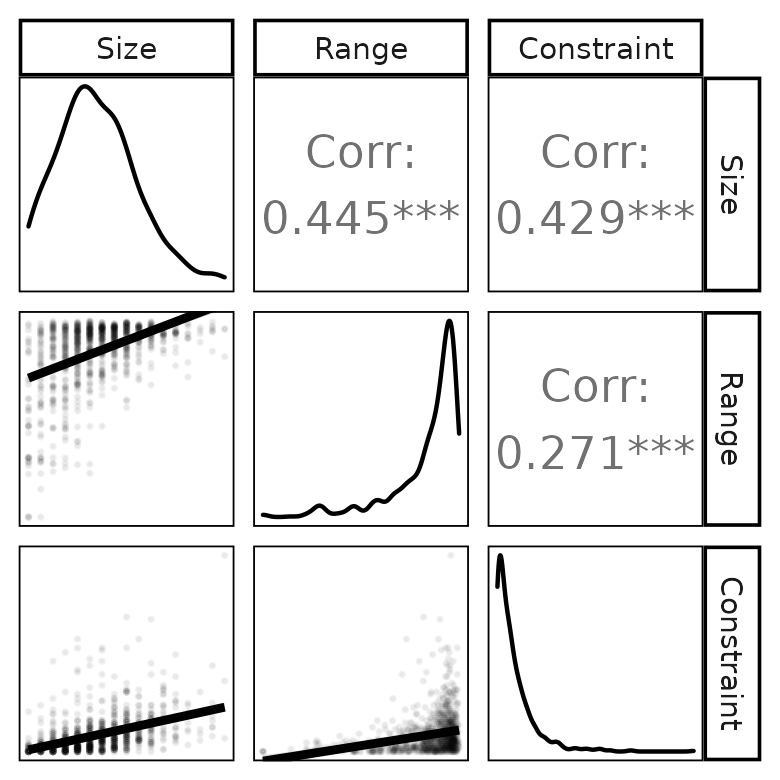 Size
Range
Constraint
Corr:
0.445***
Corr:
0.429***
Size
Corr:
0.271***
Range
Constraint